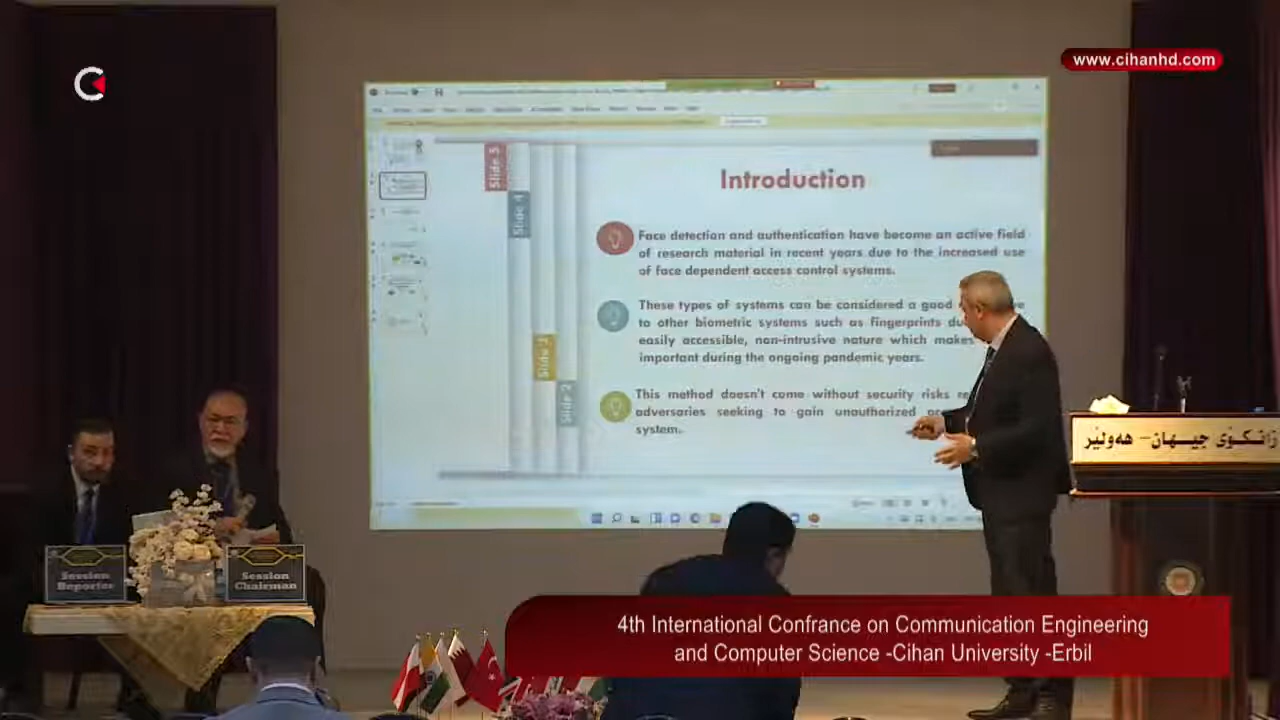 www.cihanhd.com
Introduction
Slide 5
Slide 4
Slide 3
Slide 2
Face detection and authentication have become an active field
of research material in recent years due to the increased use
of face dependent access control systems.
These types of systems can be considered a good
to other biometric systems such as fingerprints
easily accessible, non-intrusive nature which makes
important during the ongoing pandemic years.
This method doesn't come without security risks
adversaries seeking to gain unauthorized
system.
زانکۆی جیهان - هەولێر
Session
Reporter
Session
Chairman
4th International Confrance on Communication Engineering
and Computer Science -Cihan University -Erbil